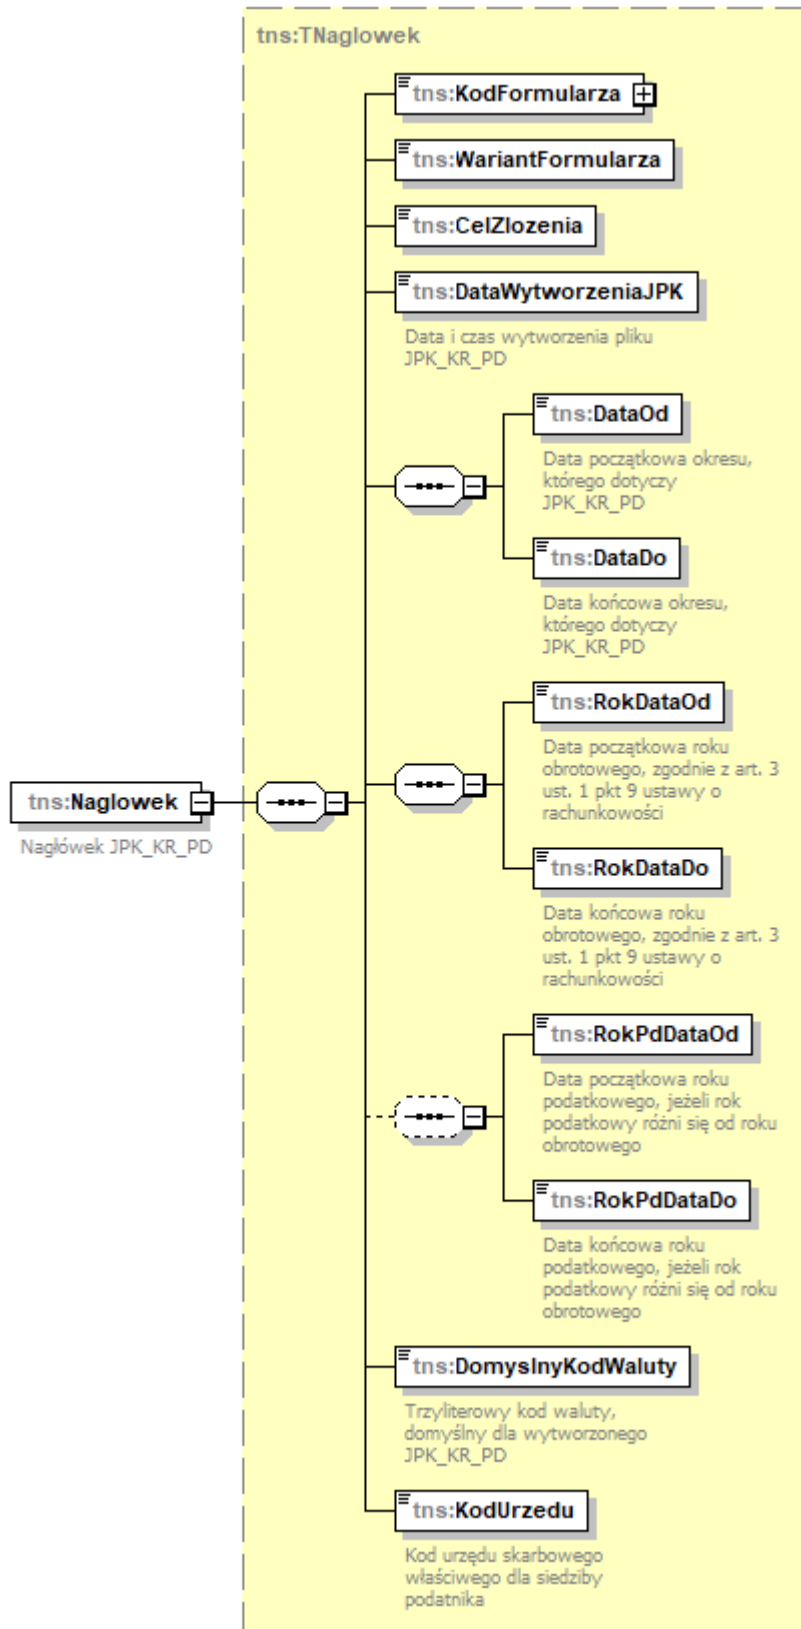 tns:TNaglowek
tns:KodFormularza
tns:WariantFormularza
tns:CelZlozenia
tns:DataWytworzeniaJPK
Data i czas wytworzenia pliku
JPK_KR_PD
tns:DataOd
Data początkowa okresu,
którego dotyczy
JPK_KR_PD
tns:DataDo
Data końcowa okresu,
którego dotyczy
JPK_KR_PD
tns:RokDataOd
Data początkowa roku
obrotowego, zgodnie z art. 3
ust. 1 pkt 9 ustawy o
rachunkowości
tns:Naglowek
Nagłówek JPK_KR_PD
tns:RokDataDo
Data końcowa roku
obrotowego, zgodnie z art. 3
ust. 1 pkt 9 ustawy o
rachunkowości
tns:RokPdDataOd
Data początkowa roku
podatkowego, jeżeli rok
podatkowy różni się od roku
obrotowego
tns:RokPdDataDo
Data końcowa roku
podatkowego, jeżeli rok
podatkowy różni się od roku
obrotowego
tns:DomyslnyKodWaluty
Trzyliterowy kod waluty,
domyślny dla wytworzonego
JPK_KR_PD
tns:KodUrzedu
Kod urzędu skarbowego
właściwego dla siedziby
podatnika